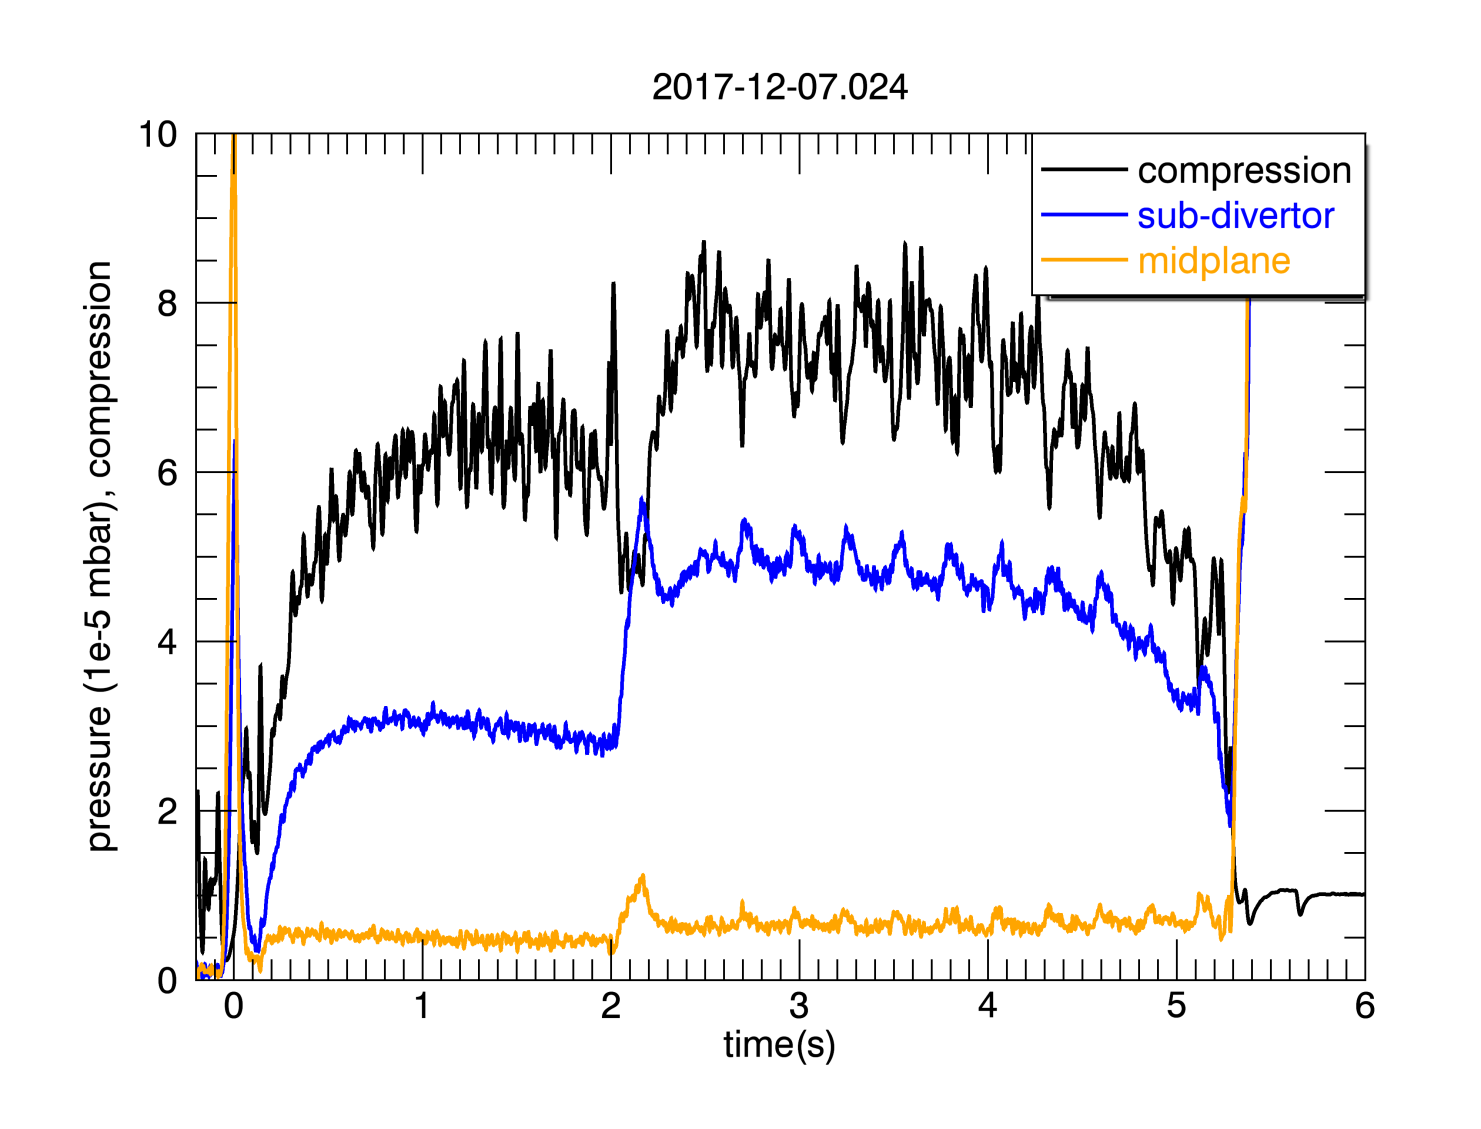 2017-12-07.024
10
8
6
4
2
0
pressure (1e-5 mbar), compression
compression
sub-divertor
midplane
0 1 2 3 4 5 6
time(s)